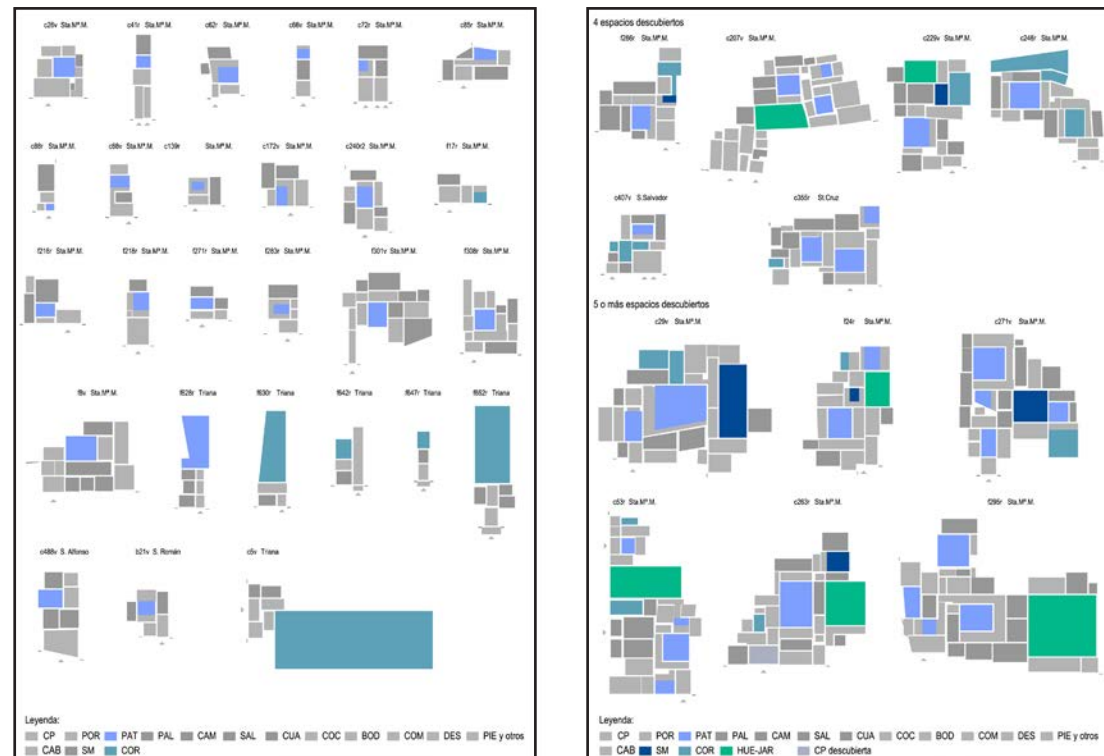 c26v Sta.MªM. c41r Sta.MªM. c62r Sta.MªM. c66v Sta.MªM. c72r Sta.MªM. c85r Sta.MªM.
c86r Sta.MªM. c88v Sta.MªM. c139r Sta.MªM. c172v Sta.MªM. c240r2 Sta.MªM. f17r Sta.MªM.
f216r Sta.MªM. f218r Sta.MªM. f271r Sta.MªM. f283r Sta.MªM. f301v Sta.MªM. f308r Sta.MªM.
f8v Sta.MªM. f628r Triana f630r Triana f642r Triana f647r Triana f652r Triana
c488v S. Alfonso b21v S. Román c5v Triana
Leyenda:
CP POR PAT PAL CAM SAL CUA COC BOD COM DES PIE y otros
CAB SM COR
4 espacios descubiertos
f266r Sta.MªM. c207v Sta.MªM. c229v Sta.MªM. c246r Sta.MªM.
c407v S.Salvador c355r St.Cruz
5 o más espacios descubiertos
c29v Sta.MªM. f24r Sta.MªM. c271v Sta.MªM.
c53r Sta.MªM. c263r Sta.MªM. f295r Sta.MªM.
Leyenda:
CP POR PAT PAL CAM SAL CUA COC BOD COM DES PIE y otros
CAB SM COR HUE-JAR CP descubierta